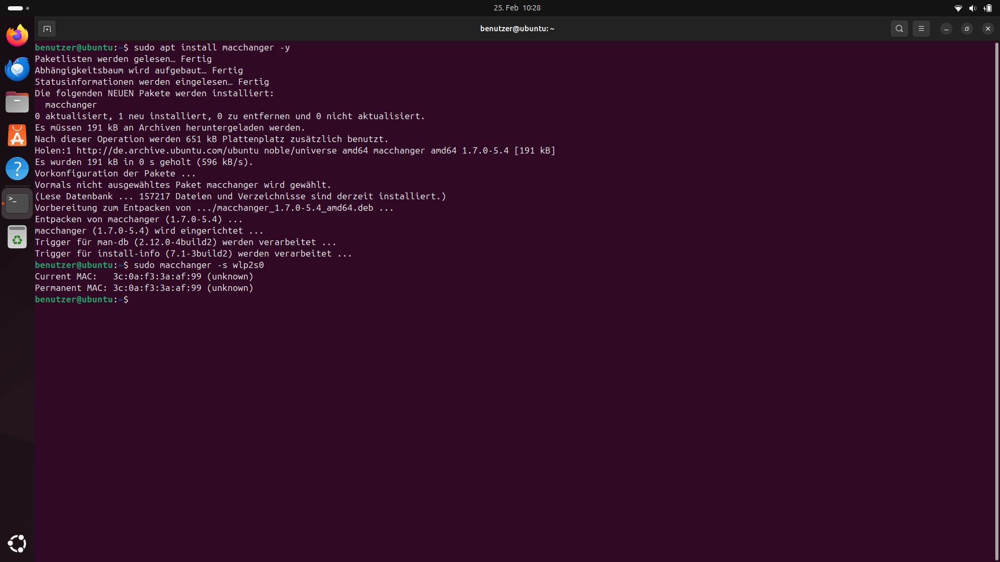 25. Feb 10:28
benutzer@ubuntu: ~
benutzer@ubuntu:~$ sudo apt install macchanger -y
Paketlisten werden gelesen… Fertig
Abhängigkeitsbaum wird aufgebaut… Fertig
Statusinformationen werden eingelesen… Fertig
Die folgenden NEUEN Pakete werden installiert:
  macchanger
0 aktualisiert, 1 neu installiert, 0 zu entfernen und 0 nicht aktualisiert.
Es müssen 191 kB an Archiven heruntergeladen werden.
Nach dieser Operation werden 651 kB Plattenplatz zusätzlich benutzt.
Holen:1 http://de.archive.ubuntu.com/ubuntu noble/universe amd64 macchanger amd64 1.7.0-5.4 [191 kB]
Es wurden 191 kB in 0 s geholt (596 kB/s).
Vorkonfiguration der Pakete ...
Vormals nicht ausgewähltes Paket macchanger wird gewählt.
(Lese Datenbank ... 157217 Dateien und Verzeichnisse sind derzeit installiert.)
Vorbereitung zum Entpacken von .../macchanger_1.7.0-5.4_amd64.deb ...
Entpacken von macchanger (1.7.0-5.4) ...
macchanger (1.7.0-5.4) wird eingerichtet ...
Trigger für man-db (2.12.0-4build2) werden verarbeitet ...
Trigger für install-info (7.1-3build2) werden verarbeitet ...
benutzer@ubuntu:~$ sudo macchanger -s wlp2s0
Current MAC:   3c:0a:f3:3a:af:99 (unknown)
Permanent MAC: 3c:0a:f3:3a:af:99 (unknown)
benutzer@ubuntu:~$